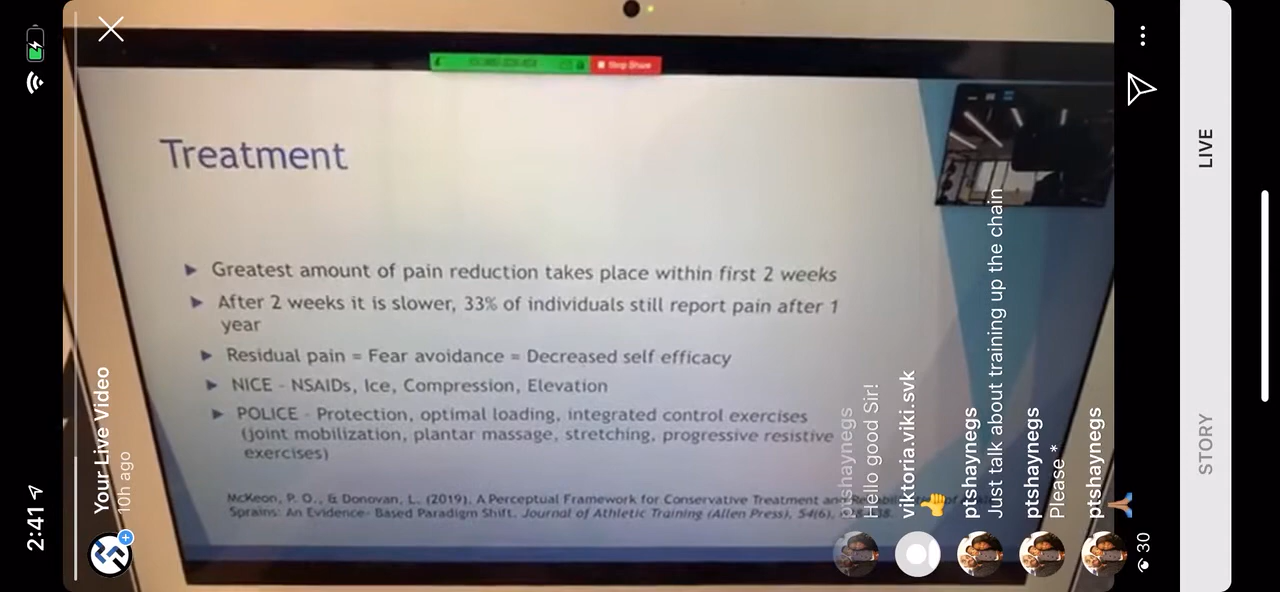 Stop Share
Treatment
Greatest amount of pain reduction takes place within first 2 weeks
After 2 weeks it is slower, 33% of individuals still report pain after 1
year
Residual pain = Fear avoidance = Decreased self efficacy
NICE - NSAIDs, Ice, Compression, Elevation
POLICE - Protection, optimal loading, integrated control exercises
(joint mobilization, plantar massage, stretching, progressive resistive
exercises)
McKeon, P. O., & Donovan, L. (2019). A Perceptual Framework for Conservative Treatment and
Sprains: An Evidence- Based Paradigm Shift. Journal of Athletic Training (Allen Press), 54(6),
2:41
Your Live Video
10h ago
ptshaynegs
Hello good Sir!
viktoria.viki.svk
👍
ptshaynegs
Just talk about training up the chain
ptshaynegs
Please *
ptshaynegs
30
STORY
LIVE